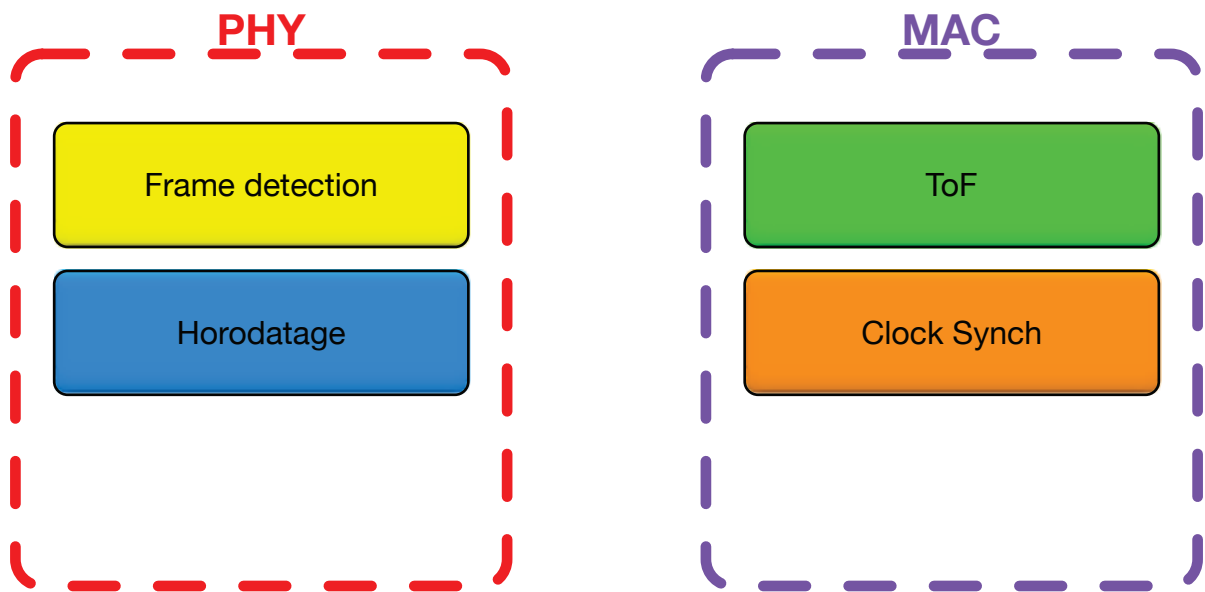 PHY
Frame detection
Horodatage
MAC
ToF
Clock Synch